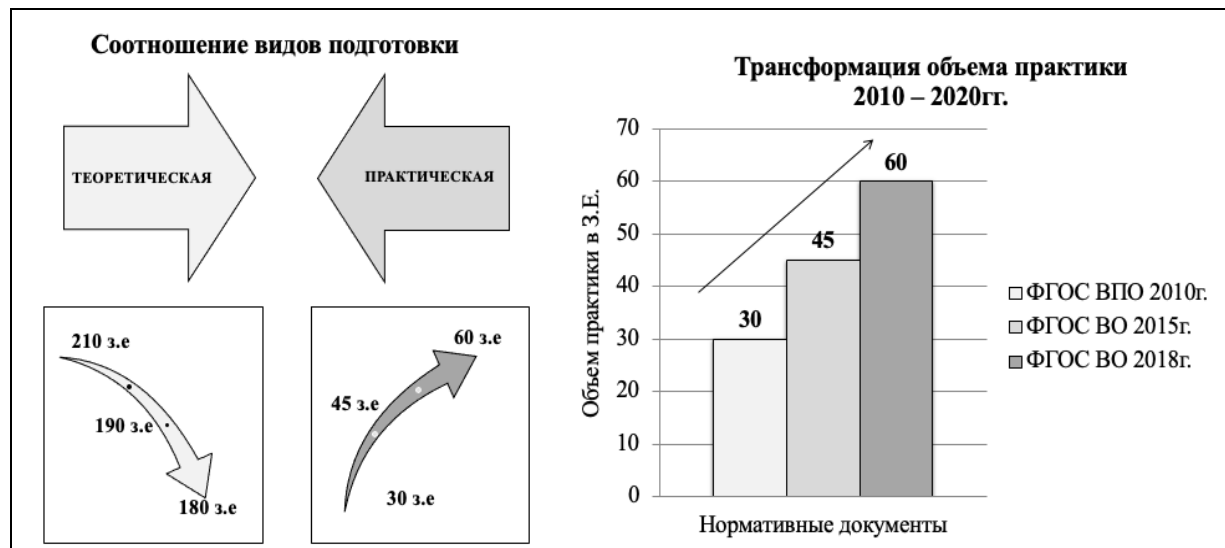 Соотношение видов подготовки
ТЕОРЕТИЧЕСКАЯ
ПРАКТИЧЕСКАЯ
210 з.е
190 з.е
180 з.е
60 з.е
45 з.е
30 з.е
Трансформация объема практики
2010 – 2020гг.
Объем практики в З.Е.
70
60
50
40
30
20
10
0
30
45
60
Нормативные документы
ФГОС ВПО 2010г.
ФГОС ВО 2015г.
ФГОС ВО 2018г.